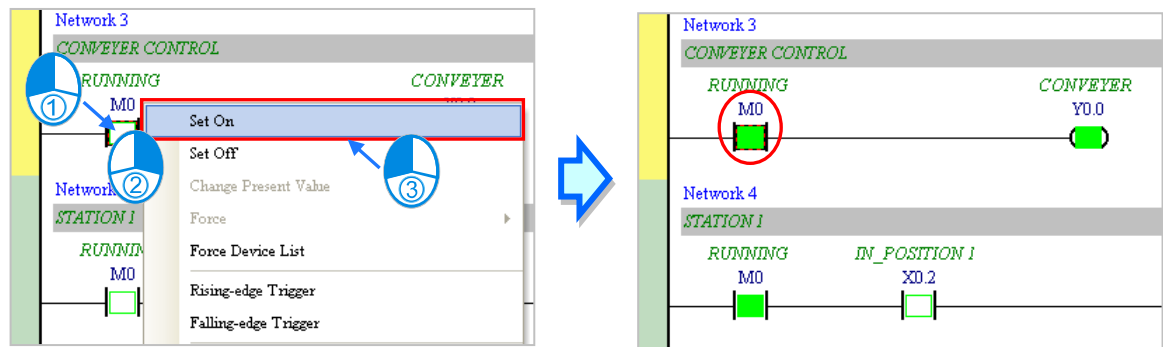 Network 3
CONVEYER CONTROL
RUNNING CONVEYER
M0
①
Set On
Set Off
②
Change Present Value
③
Network
STATION 1
Force
RUNNIN
Force Device List
M0
Rising-edge Trigger
Falling-edge Trigger
Network 3
CONVEYER CONTROL
RUNNING CONVEYER
M0 Y0.0
Network 4
STATION 1
RUNNING IN_POSITION 1
M0 X0.2